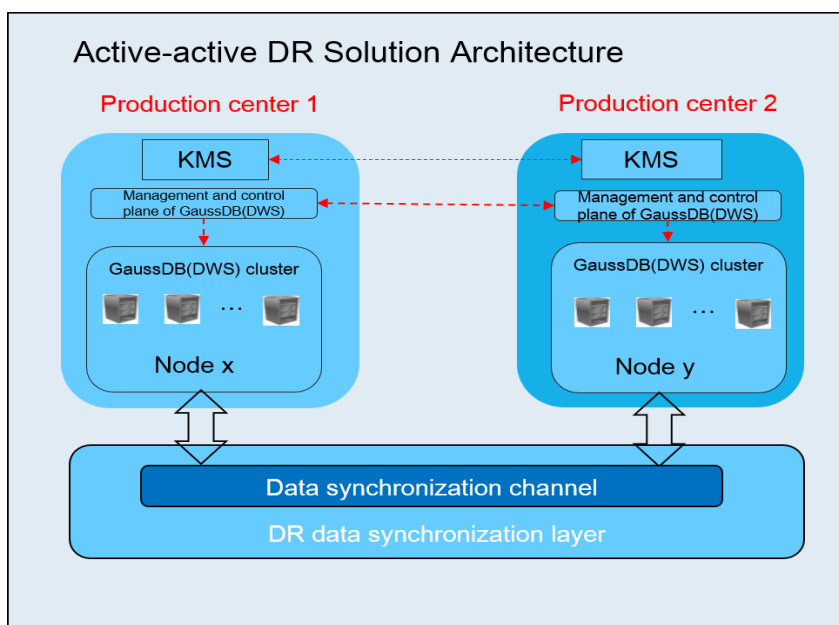 Active-active DR Solution Architecture
Production center 1
Production center 2
KMS
KMS
Management and control
plane of GaussDB(DWS)
Management and control
plane of GaussDB(DWS)
GaussDB(DWS) cluster
GaussDB(DWS) cluster
...
...
Node x
Node y
Data synchronization channel
DR data synchronization layer